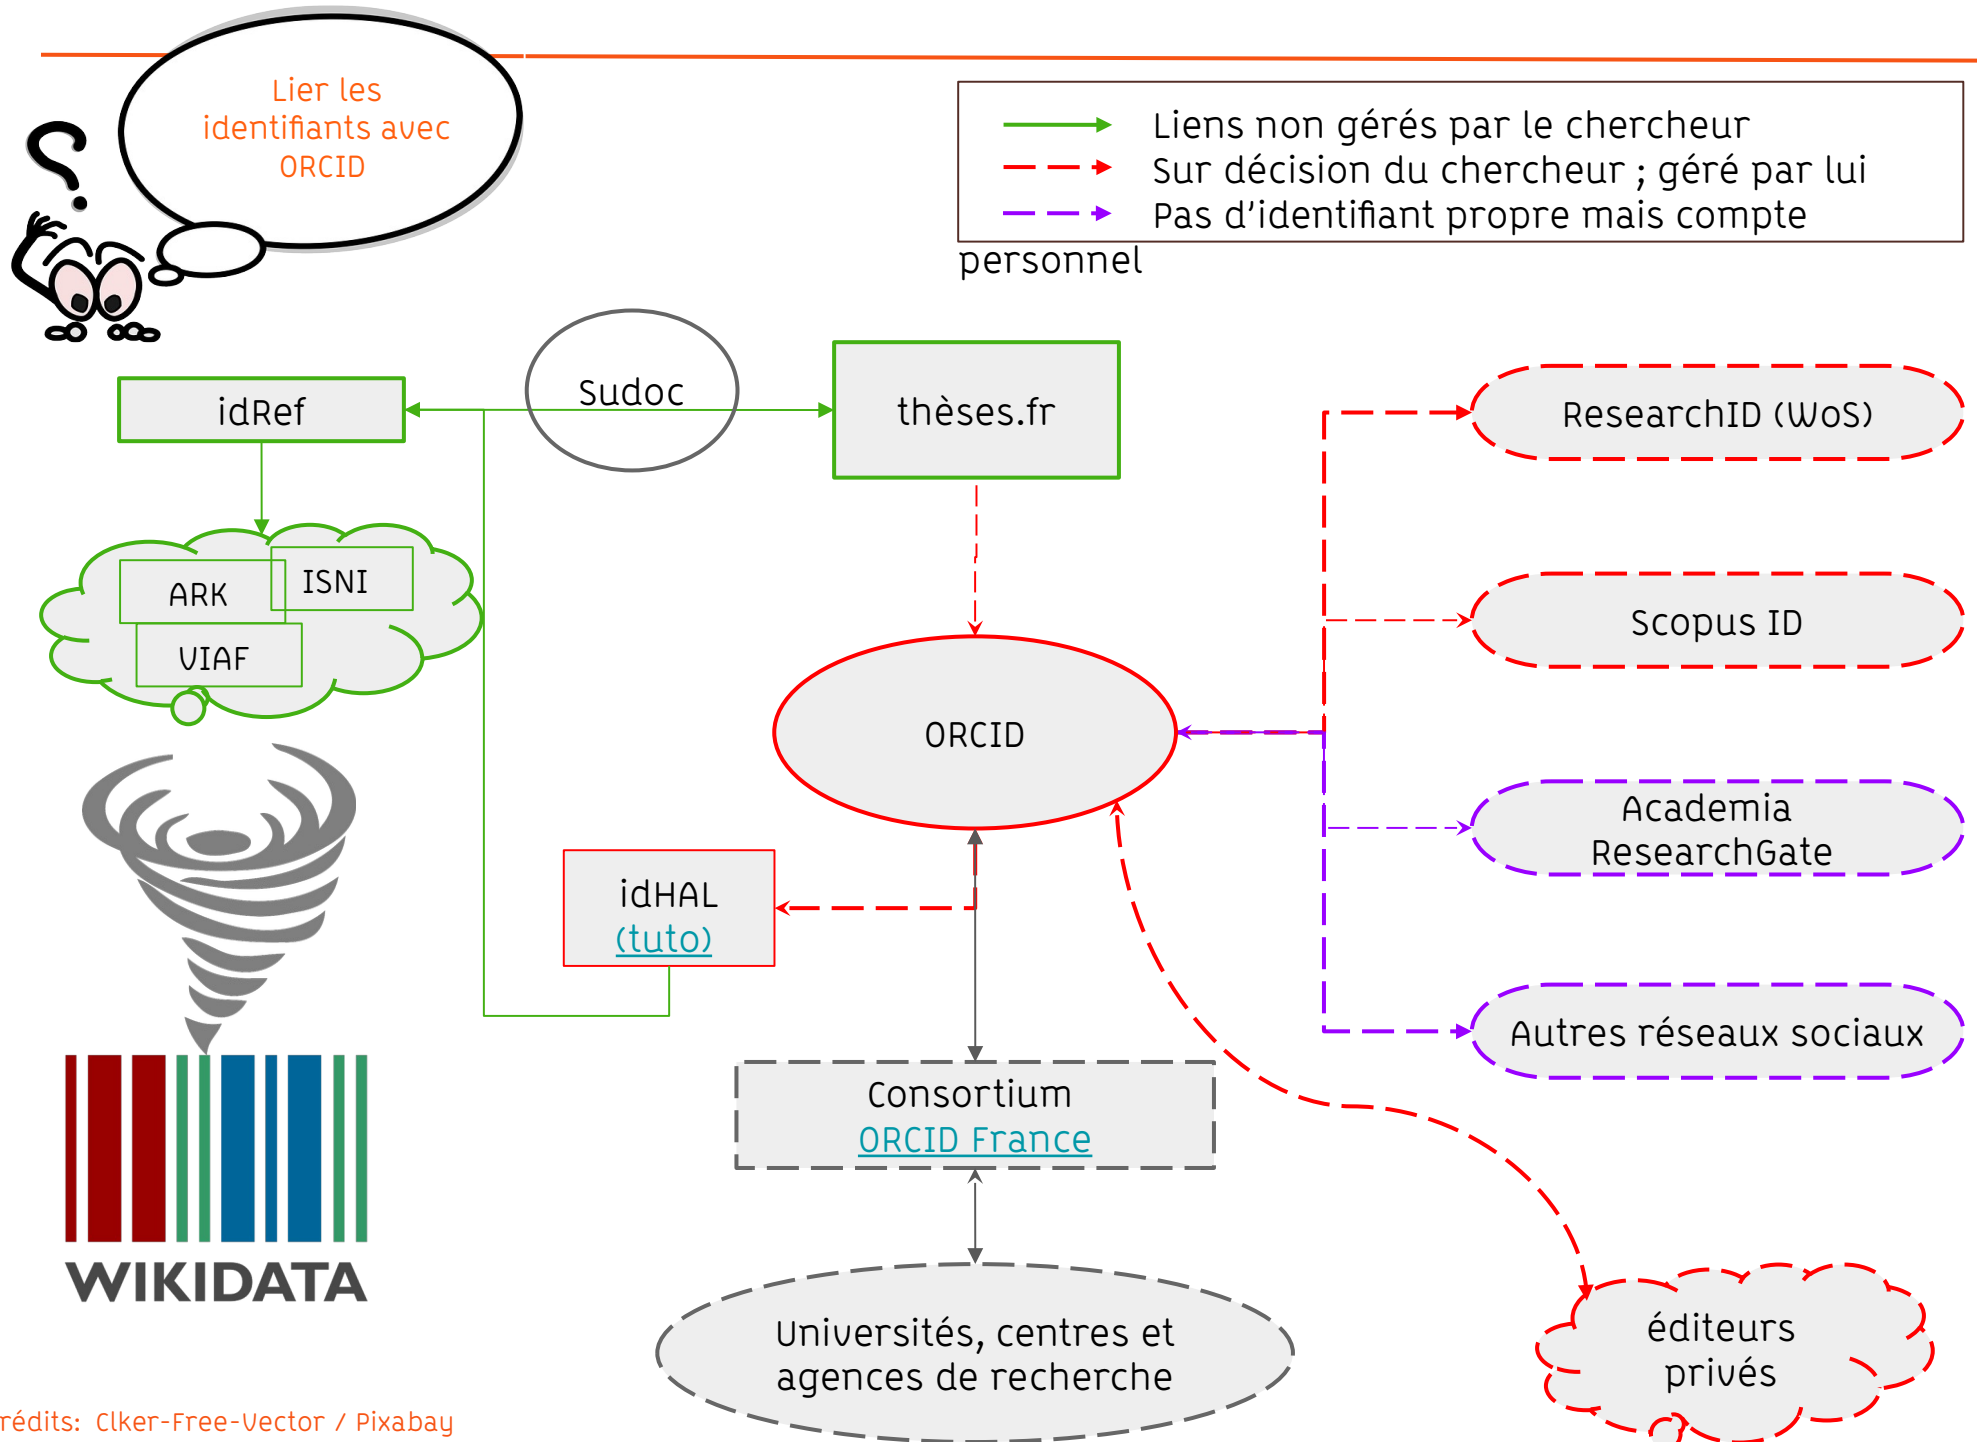 Lier les
identifiants avec
ORCID
?
Liens non gérés par le chercheur
Sur décision du chercheur ; géré par lui
Pas d'identifiant propre mais compte
personnel
idRef
Sudoc
thèses.fr
ResearchID (WoS)
ARK
ISNI
VIAF
Scopus ID
ORCID
Academia
ResearchGate
idHAL
(tuto)
Autres réseaux sociaux
Consortium
ORCID France
WIKIDATA
Universités, centres et
agences de recherche
éditeurs
privés
rédits: Clker-Free-Vector / Pixabay